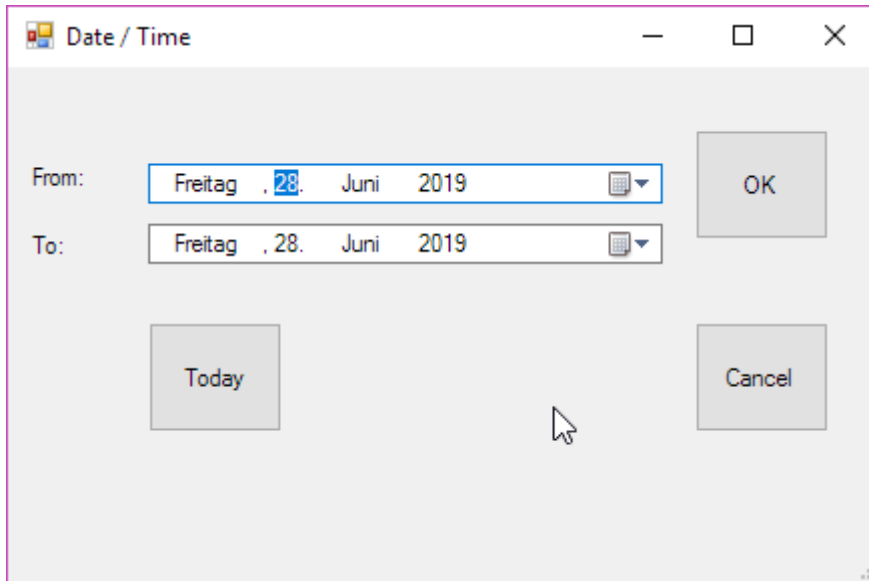 Date / Time
From:
Freitag , 28. Juni 2019
OK
To:
Freitag , 28. Juni 2019
Today
Cancel